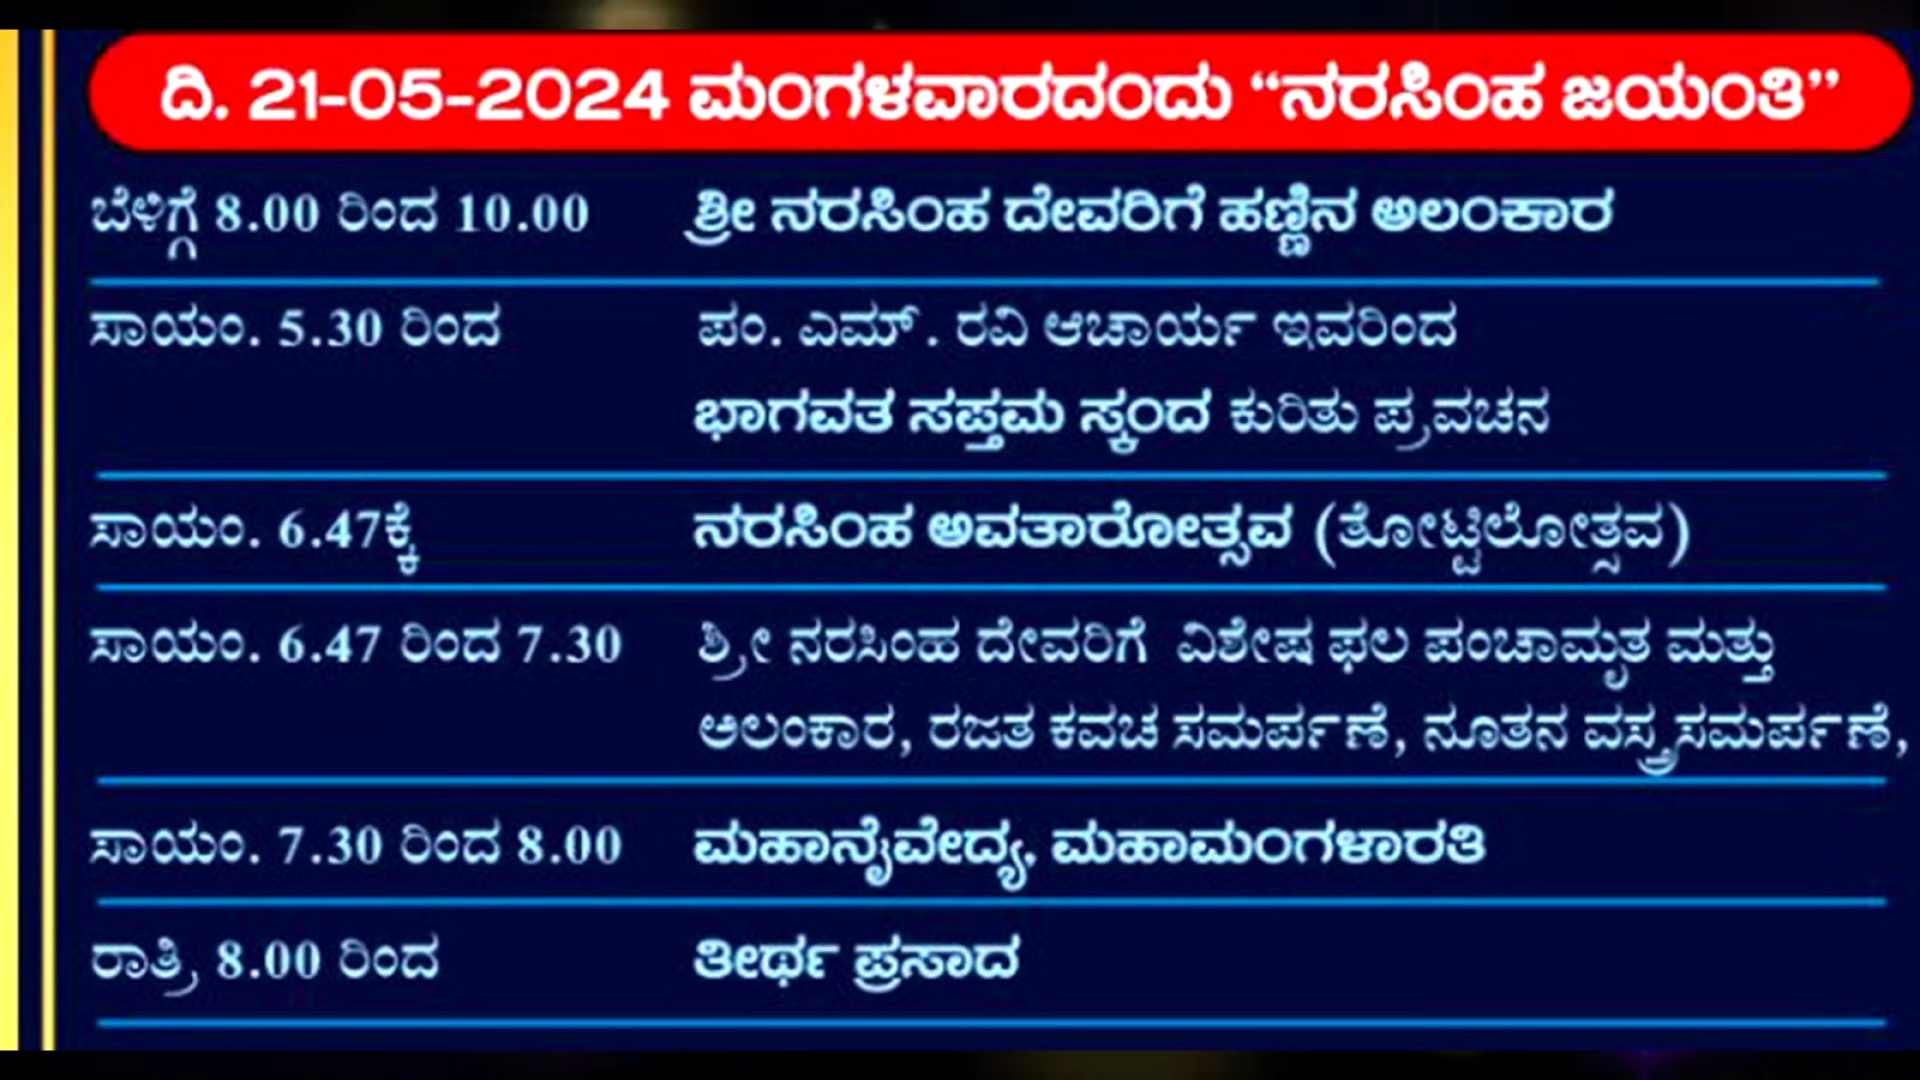 ದಿ. 21-05-2024 ಮಂಗಳವಾರದಂದು “ನರಸಿಂಹ ಜಯಂತಿ”
ಬೆಳಿಗ್ಗೆ 8.00 ರಿಂದ 10.00 ಶ್ರೀ ನರಸಿಂಹ ದೇವರಿಗೆ ಹಣ್ಣಿನ ಅಲಂಕಾರ
ಸಾಯಂ. 5.30 ರಿಂದ ಪಂ. ಎಮ್. ರವಿ ಆಚಾರ್ಯ ಇವರಿಂದ
ಭಾಗವತ ಸಪ್ತಮ ಸ್ಕಂದ ಕುರಿತು ಪ್ರವಚನ
ಸಾಯಂ. 6.47ಕ್ಕೆ ನರಸಿಂಹ ಅವತಾರೋತ್ಸವ (ತೋಟ್ಟಿಲೋತ್ಸವ)
ಸಾಯಂ. 6.47 ರಿಂದ 7.30 ಶ್ರೀ ನರಸಿಂಹ ದೇವರಿಗೆ ವಿಶೇಷ ಫಲ ಪಂಚಾಮೃತ ಮತ್ತು
ಅಲಂಕಾರ, ರಜತ ಕವಚ ಸಮರ್ಪಣೆ, ನೂತನ ವಸ್ತ್ರಸಮರ್ಪಣೆ,
ಸಾಯಂ. 7.30 ರಿಂದ 8.00 ಮಹಾನೈವೇದ್ಯ, ಮಹಾಮಂಗಳಾರತಿ
ರಾತ್ರಿ 8.00 ರಿಂದ ತೀರ್ಥ ಪ್ರಸಾದ